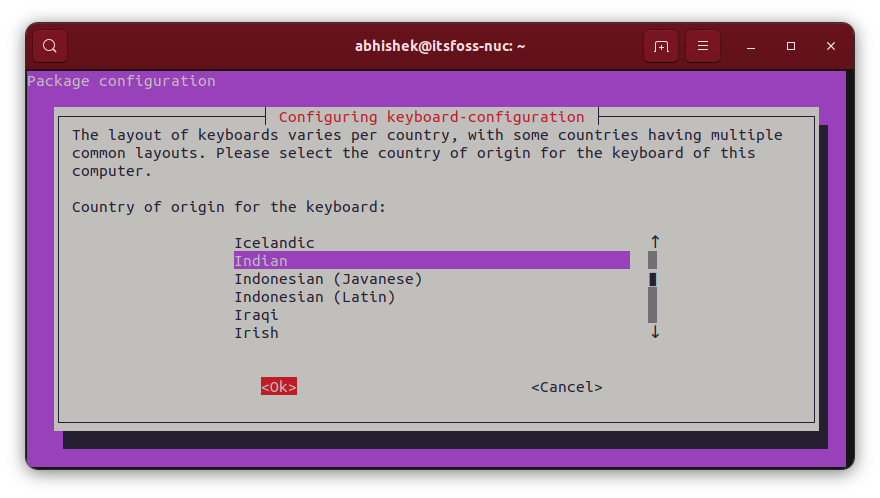 abhishek@itsfoss-nuc: ~
Package configuration
Configuring keyboard-configuration
The layout of keyboards varies per country, with some countries having multiple
common layouts. Please select the country of origin for the keyboard of this
computer.
Country of origin for the keyboard:
Icelandic
Indian
Indonesian (Javanese)
Indonesian (Latin)
Iraqi
Irish
<Ok> <Cancel>